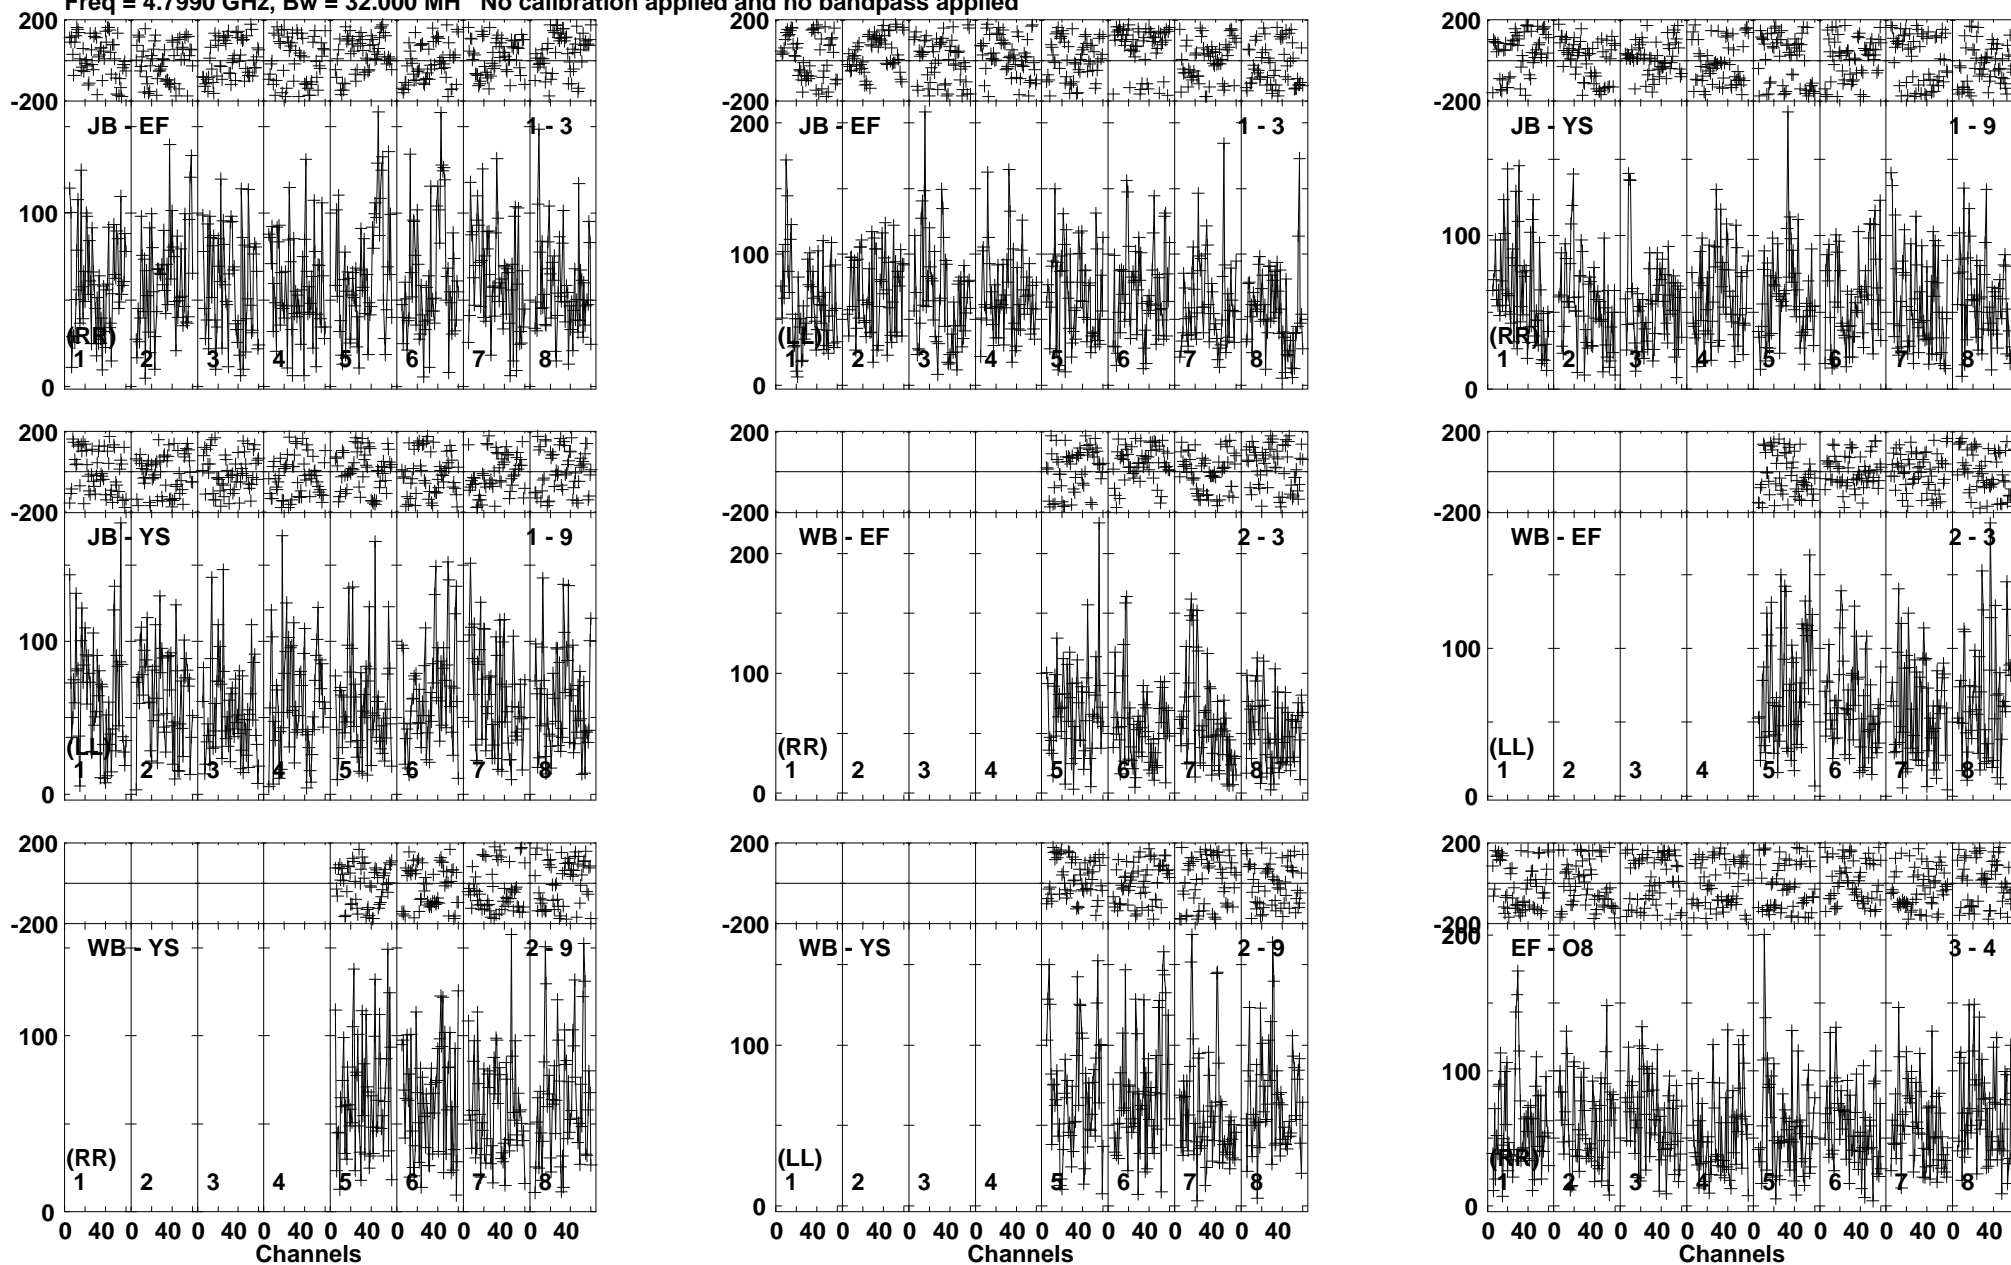 Freq = 4.7990 GHz, Bw = 32.000 MH No calibration applied and no bandpass applied
200 200 200
-200 -200 -200
JB - EF 1 - 3 200 JB - EF 1 - 3 JB - YS 1 - 9
100 100 100
(RR) (LL) (RR)
1 2 3 4 5 6 7 8 1 2 3 4 5 6 7 8 1 2 3 4 5 6 7 8
0 0 0
200 200 200
-200 -200 -200
JB - YS 1 - 9 200 WB - EF 2 - 3 WB - EF 2 - 3
100 100 100
(LL) (RR) (LL)
1 2 3 4 5 6 7 8 1 2 3 4 5 6 7 8 1 2 3 4 5 6 7 8
0 0 0
200 200 200
-200 -200 -200
WB - YS 2 - 9 WB - YS 2 - 9 200 EF - O8 3 - 4
100 100 100
(RR) (LL) (RR)
1 2 3 4 5 6 7 8 1 2 3 4 5 6 7 8 1 2 3 4 5 6 7 8
0 0 0
0 40 0 40 0 40 0 40 0 40 0 40 0 40 0 40 0 40 0 40 0 40 0 40 0 40 0 40 0 40 0 40 0 40 0 40 0 40 0 40 0 40 0 40 0 40 0 40
Channels Channels Channels